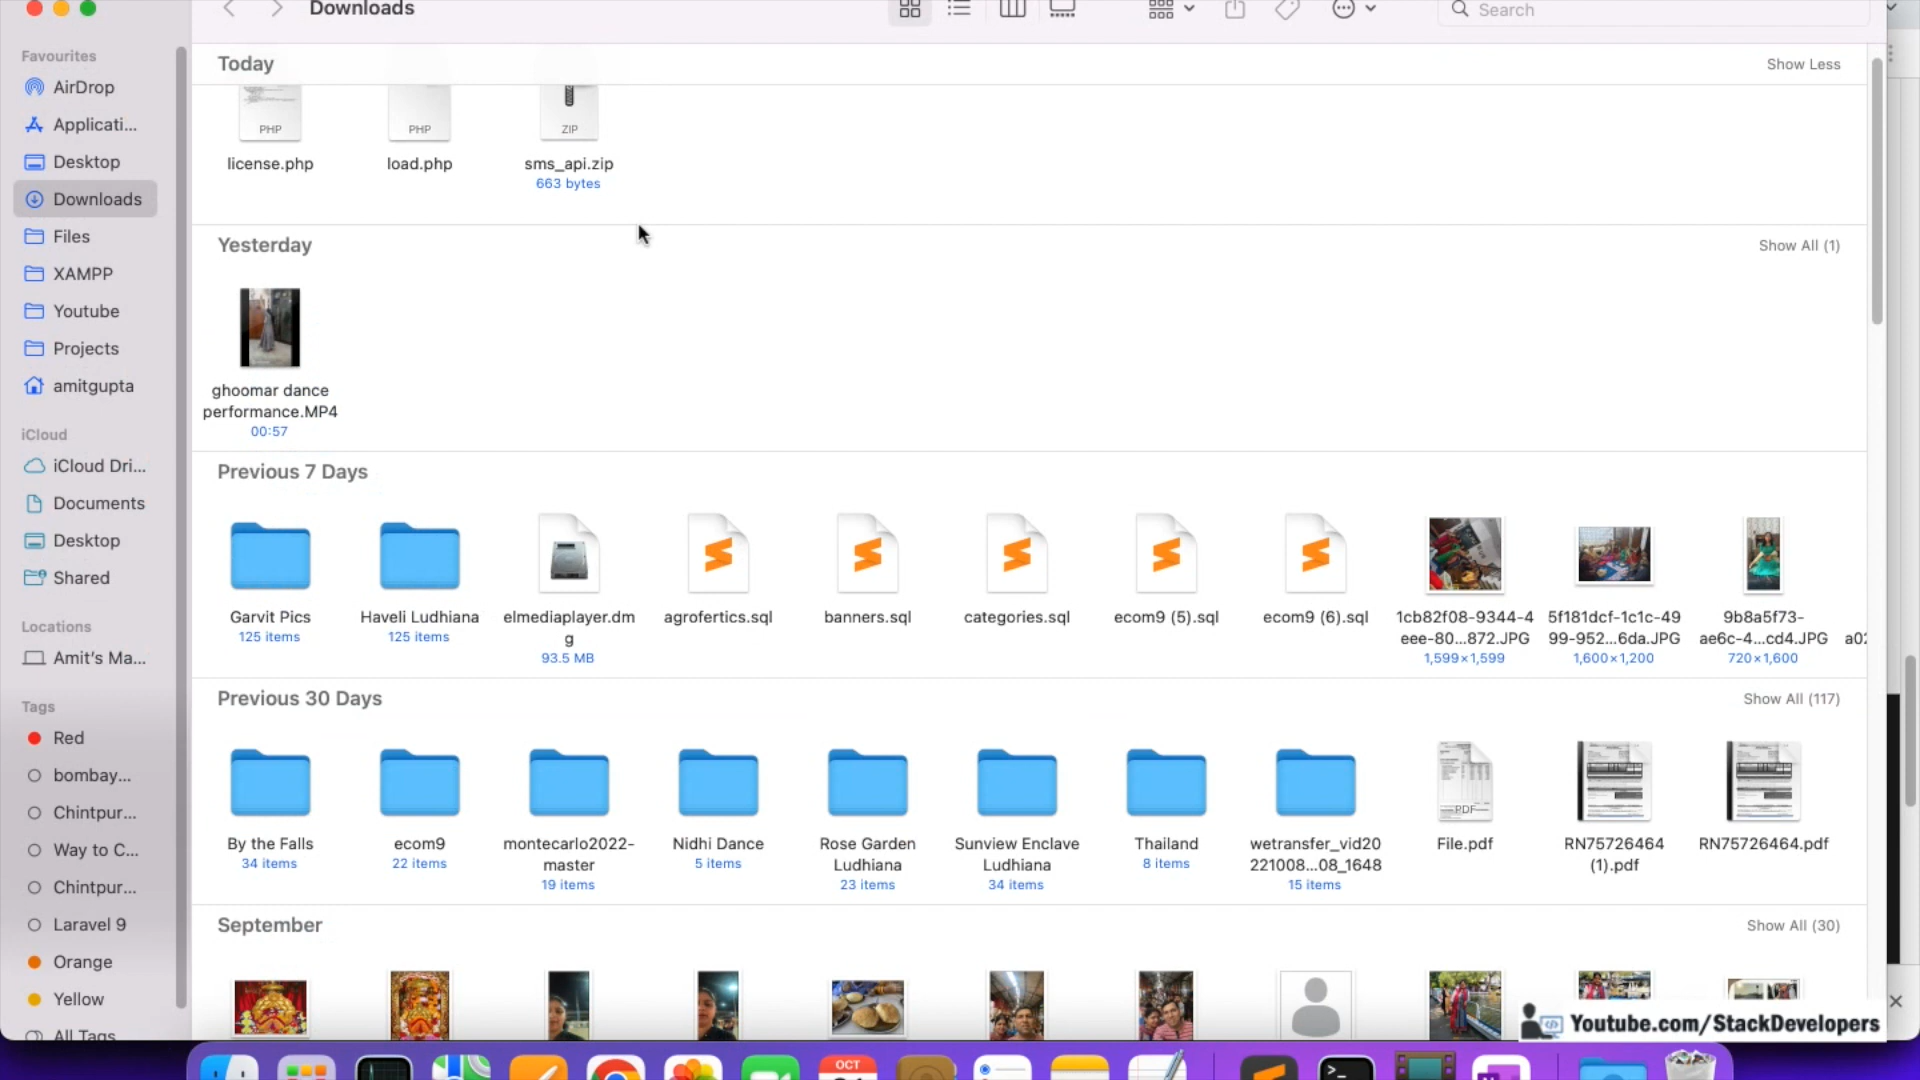 Downloads
Search
Favourites
AirDrop
Applicati...
Desktop
Downloads
Files
XAMPP
Youtube
Projects
amitgupta
iCloud
iCloud Dri...
Documents
Desktop
Shared
Locations
Amit's Ma...
Tags
Red
bombay...
Chintpur...
Way to C...
Chintpur...
Laravel 9
Orange
Yellow
All Tags
Today
Show Less
PHP
PHP
ZIP
license.php
load.php
sms_api.zip
663 bytes
Yesterday
Show All (1)
ghoomar dance
performance.MP4
00:57
Previous 7 Days
Garvit Pics
125 items
Haveli Ludhiana
125 items
elmediaplayer.dm
g
93.5 MB
agrofertics.sql
banners.sql
categories.sql
ecom9 (5).sql
ecom9 (6).sql
1cb82f08-9344-4
eee-80...872.JPG
1,599×1,599
5f181dcf-1c1c-49
99-952...6da.JPG
1,600×1,200
9b8a5f73-
ae6c-4...cd4.JPG
720×1,600
Previous 30 Days
Show All (117)
By the Falls
34 items
ecom9
22 items
montecarlo2022-
master
19 items
Nidhi Dance
5 items
Rose Garden
Ludhiana
23 items
Sunview Enclave
Ludhiana
34 items
Thailand
8 items
wetransfer_vid20
221008...08_1648
15 items
PDF
File.pdf
RN75726464
(1).pdf
RN75726464.pdf
September
Show All (30)
Youtube.com/StackDevelopers
OCT